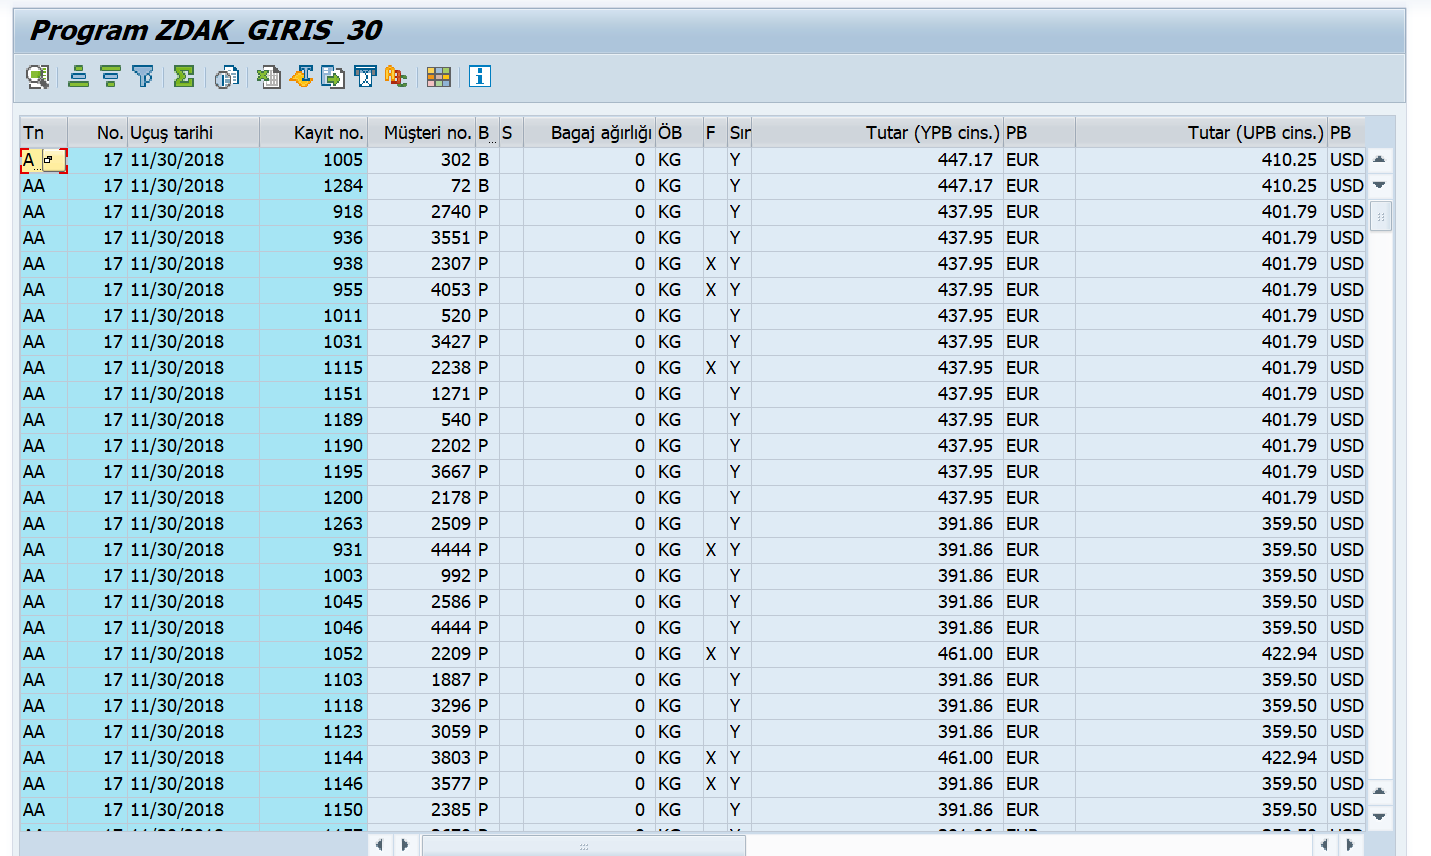 Program ZDAK_GIRIS_30
Tn No. Uçuş tarihi Kayıt no. Müşteri no. B... S Bagaj ağırlığı ÖB F Sır Tutar (YPB cins.) PB Tutar (UPB cins.) PB
A... 17 11/30/2018 1005 302 B 0 KG Y 447.17 EUR 410.25 USD
AA 17 11/30/2018 1284 72 B 0 KG Y 447.17 EUR 410.25 USD
AA 17 11/30/2018 918 2740 P 0 KG Y 437.95 EUR 401.79 USD
AA 17 11/30/2018 936 3551 P 0 KG Y 437.95 EUR 401.79 USD
AA 17 11/30/2018 938 2307 P 0 KG X Y 437.95 EUR 401.79 USD
AA 17 11/30/2018 955 4053 P 0 KG X Y 437.95 EUR 401.79 USD
AA 17 11/30/2018 1011 520 P 0 KG Y 437.95 EUR 401.79 USD
AA 17 11/30/2018 1031 3427 P 0 KG Y 437.95 EUR 401.79 USD
AA 17 11/30/2018 1115 2238 P 0 KG X Y 437.95 EUR 401.79 USD
AA 17 11/30/2018 1151 1271 P 0 KG Y 437.95 EUR 401.79 USD
AA 17 11/30/2018 1189 540 P 0 KG Y 437.95 EUR 401.79 USD
AA 17 11/30/2018 1190 2202 P 0 KG Y 437.95 EUR 401.79 USD
AA 17 11/30/2018 1195 3667 P 0 KG Y 437.95 EUR 401.79 USD
AA 17 11/30/2018 1200 2178 P 0 KG Y 437.95 EUR 401.79 USD
AA 17 11/30/2018 1263 2509 P 0 KG Y 391.86 EUR 359.50 USD
AA 17 11/30/2018 931 4444 P 0 KG X Y 391.86 EUR 359.50 USD
AA 17 11/30/2018 1003 992 P 0 KG Y 391.86 EUR 359.50 USD
AA 17 11/30/2018 1045 2586 P 0 KG Y 391.86 EUR 359.50 USD
AA 17 11/30/2018 1046 4444 P 0 KG Y 391.86 EUR 359.50 USD
AA 17 11/30/2018 1052 2209 P 0 KG X Y 461.00 EUR 422.94 USD
AA 17 11/30/2018 1103 1887 P 0 KG Y 391.86 EUR 359.50 USD
AA 17 11/30/2018 1118 3296 P 0 KG Y 391.86 EUR 359.50 USD
AA 17 11/30/2018 1123 3059 P 0 KG Y 391.86 EUR 359.50 USD
AA 17 11/30/2018 1144 3803 P 0 KG X Y 461.00 EUR 422.94 USD
AA 17 11/30/2018 1146 3577 P 0 KG X Y 391.86 EUR 359.50 USD
AA 17 11/30/2018 1150 2385 P 0 KG Y 391.86 EUR 359.50 USD